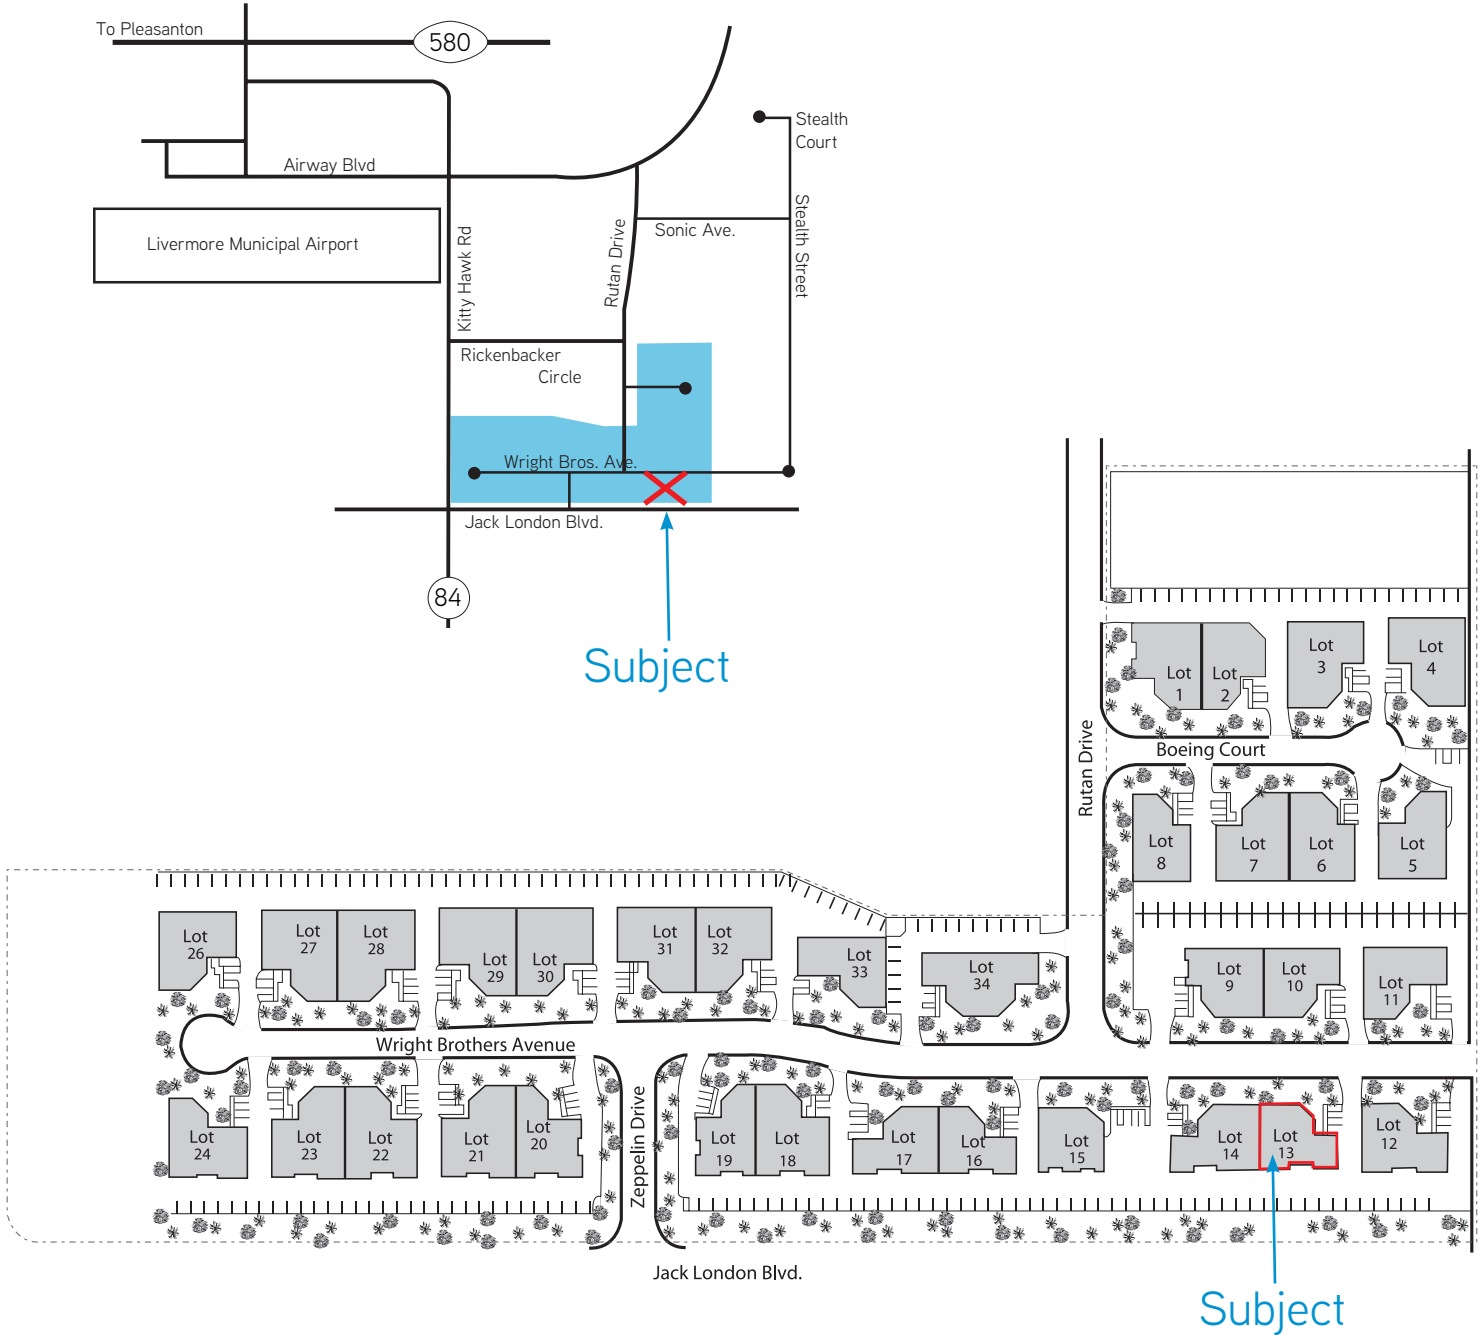 To Pleasanton
580
Stealth
Court
Airway Blvd
Stealth Street
Sonic Ave.
Rutan Drive
Kitty Hawk Rd
Livermore Municipal Airport
Rickenbacker
Circle
Wright Bros. Ave.
Jack London Blvd.
84
Subject
Lot
1
Lot
2
Lot
3
Lot
4
Rutan Drive
Boeing Court
Lot
8
Lot
7
Lot
6
Lot
5
Lot
26
Lot
27
Lot
28
Lot
29
Lot
30
Lot
31
Lot
32
Lot
33
Lot
34
Lot
9
Lot
10
Lot
11
Wright Brothers Avenue
Lot
24
Lot
23
Lot
22
Lot
21
Lot
20
Zeppelin Drive
Lot
19
Lot
18
Lot
17
Lot
16
Lot
15
Lot
14
Lot
13
Lot
12
Jack London Blvd.
Subject